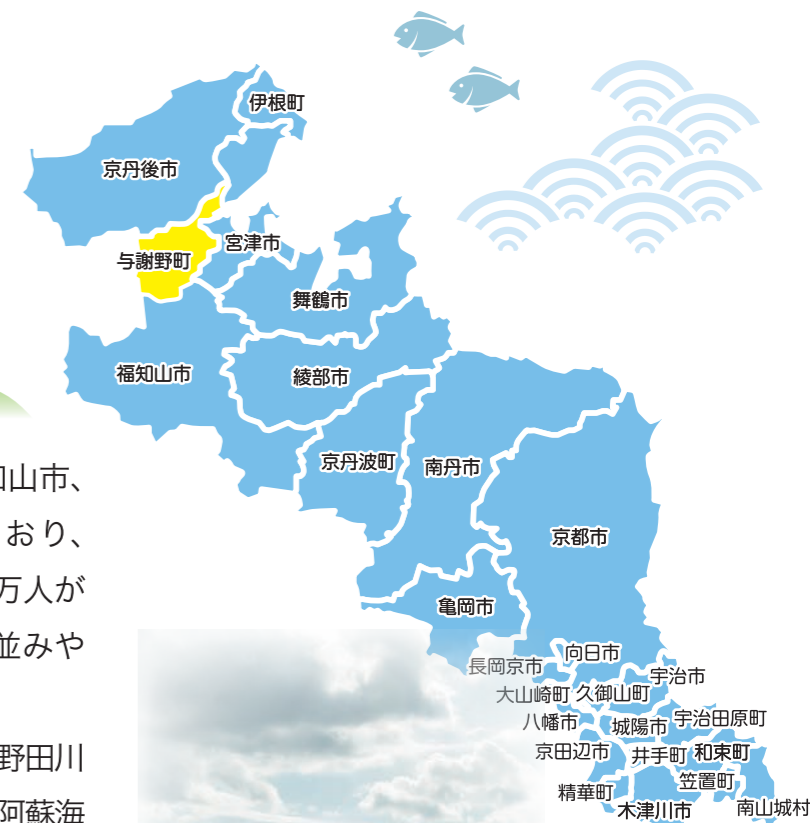 伊根町
京丹後市
宮津市
与謝野町
舞鶴市
福知山市
綾部市
京丹波町
南丹市
京都市
亀岡市
向日市
長岡京市
宇治市
大山崎町
久御山町
八幡市
城陽市
宇治田原町
京田辺市
井手町
和束町
笠置町
精華町
木津川市
南山城村
知山市、
おり、
万人が
並みや
野田川
阿蘇海